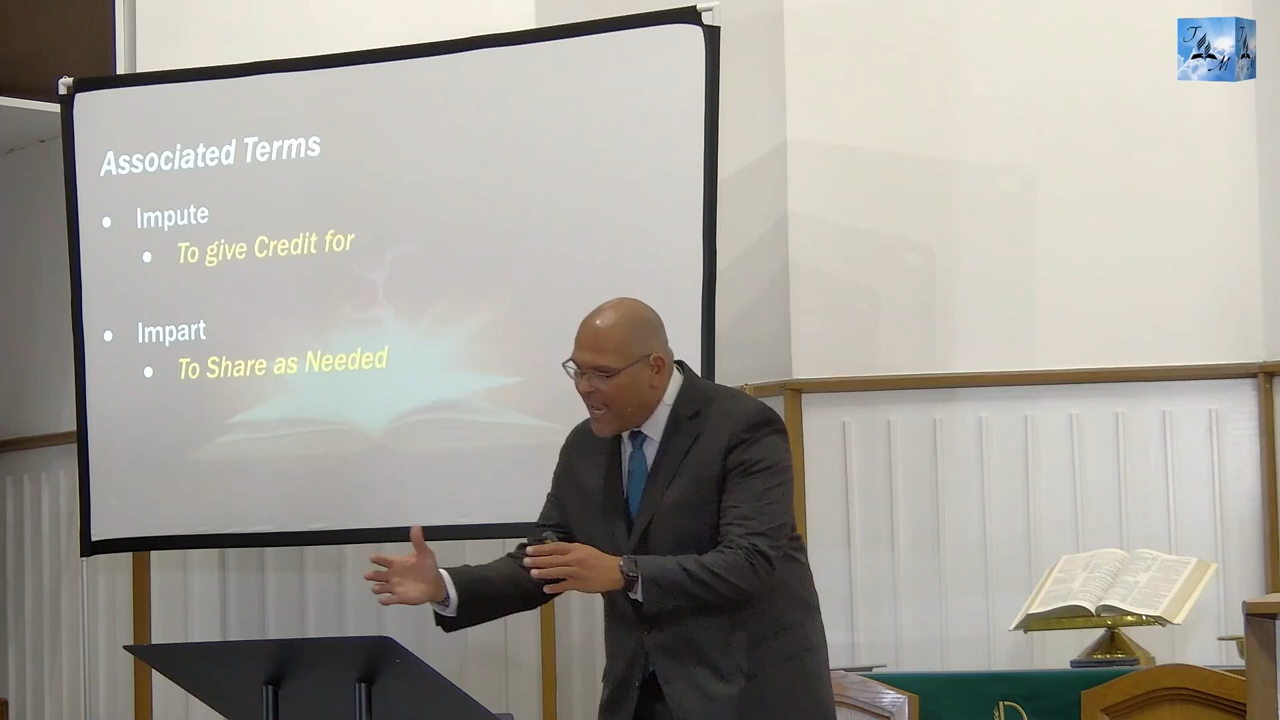 Associated Terms
• Impute
• To give Credit for
• Impart
• To Share as Needed